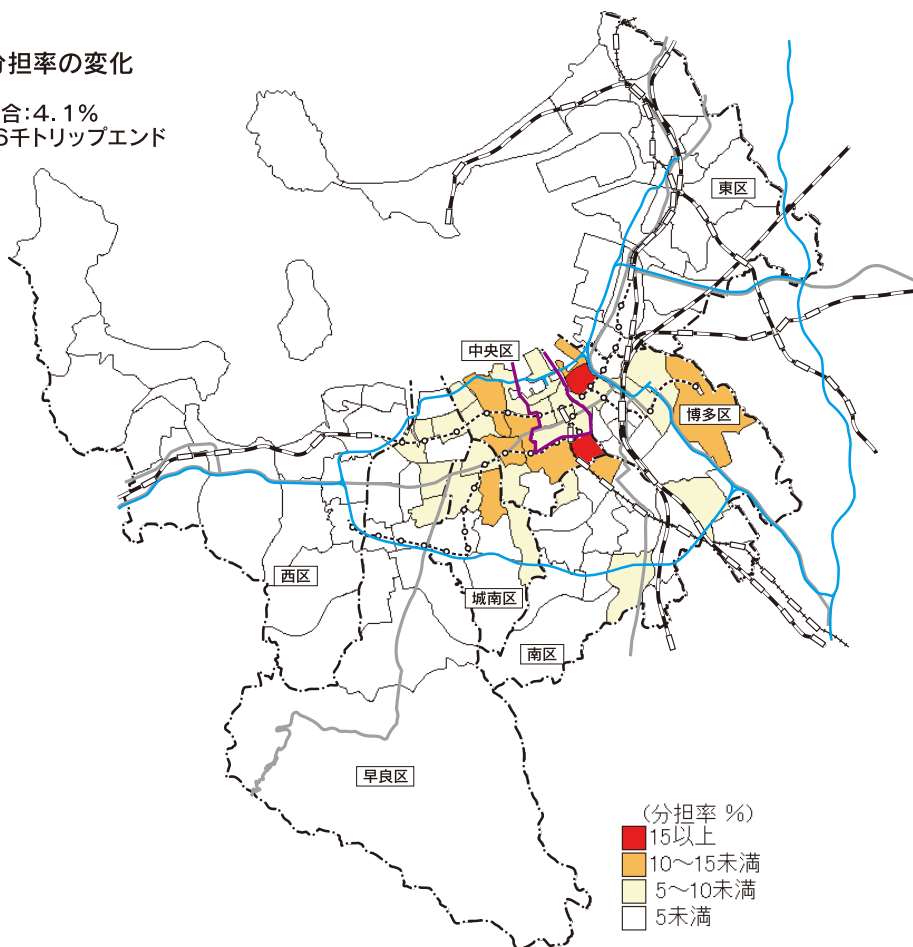 分担率の変化
合:4.1%
6千トリップエンド
東区
中央区
博多区
西区
城南区
南区
早良区
(分担率 %)
15以上
10～15未満
5～10未満
5未満